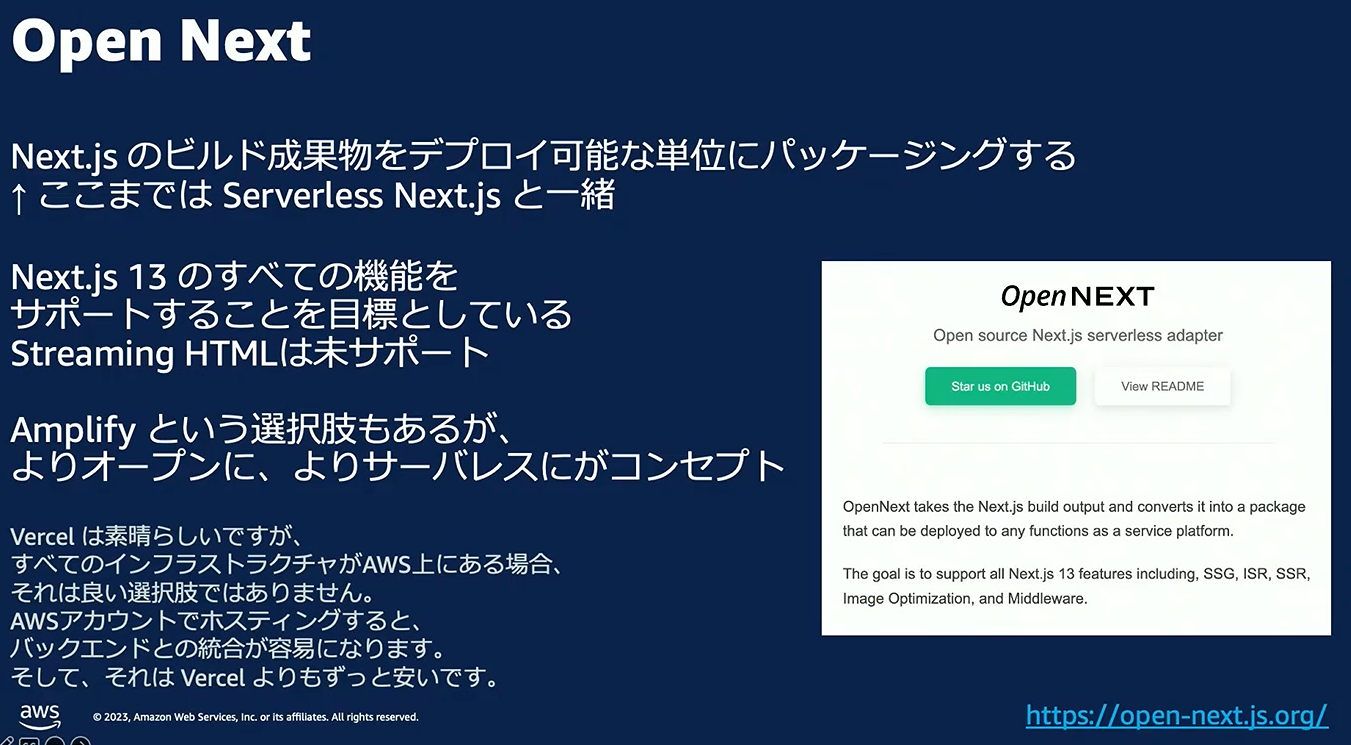 Open Next
Next.js のビルド成果物をデプロイ可能な単位にパッケージングする
↑ ここまでは Serverless Next.js と一緒
Next.js 13 のすべての機能を
サポートすることを目標としている
Streaming HTMLは未サポート
Amplify という選択肢もあるが、
よりオープンに、よりサーバレスにがコンセプト
Vercel は素晴らしいですが、
すべてのインフラストラクチャがAWS上にある場合、
それは良い選択肢ではありません。
AWSアカウントでホスティングすると、
バックエンドとの統合が容易になります。
そして、それは Vercel よりもずっと安いです。
Open NEXT
Open source Next.js serverless adapter
Star us on GitHub
View README
OpenNext takes the Next.js build output and converts it into a package
that can be deployed to any functions as a service platform.
The goal is to support all Next.js 13 features including, SSG, ISR, SSR,
Image Optimization, and Middleware.
aws
© 2023, Amazon Web Services, Inc. or its affiliates. All rights reserved.
https://open-next.js.org/